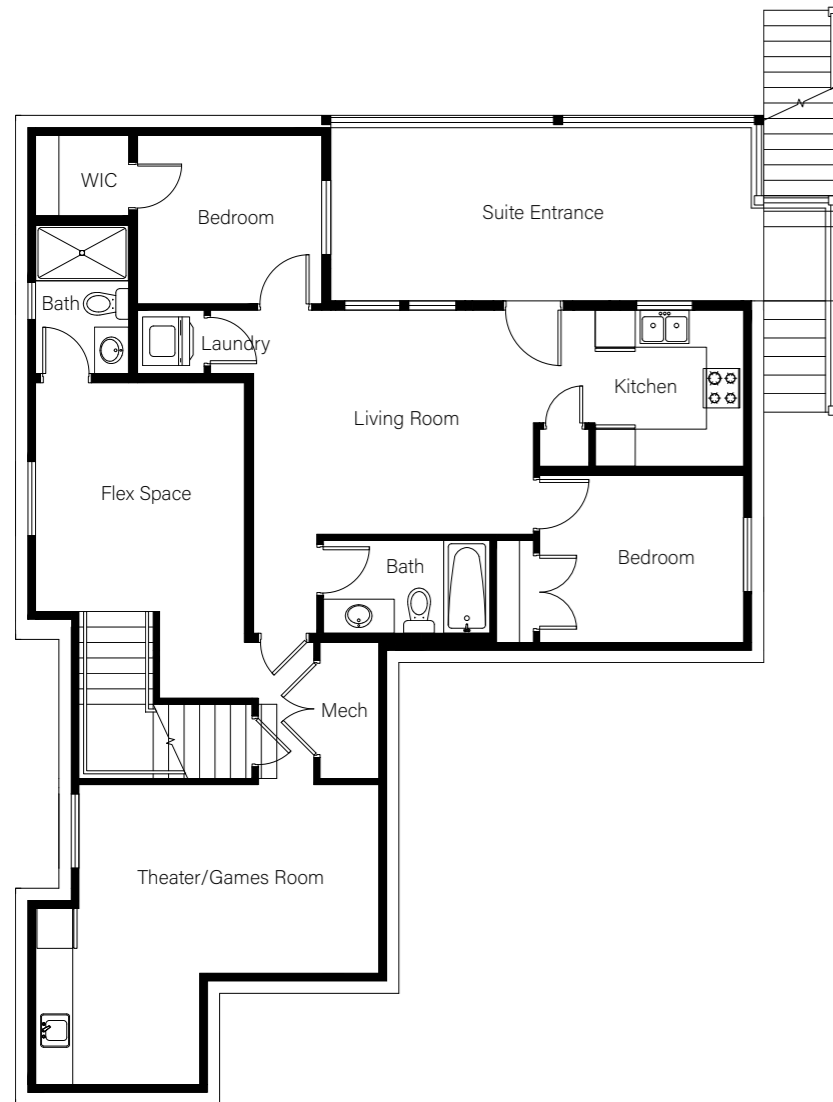 WIC
Bedroom
Suite Entrance
Bath
Laundry
Kitchen
Living Room
Flex Space
Bath
Bedroom
Mech
Theater/Games Room